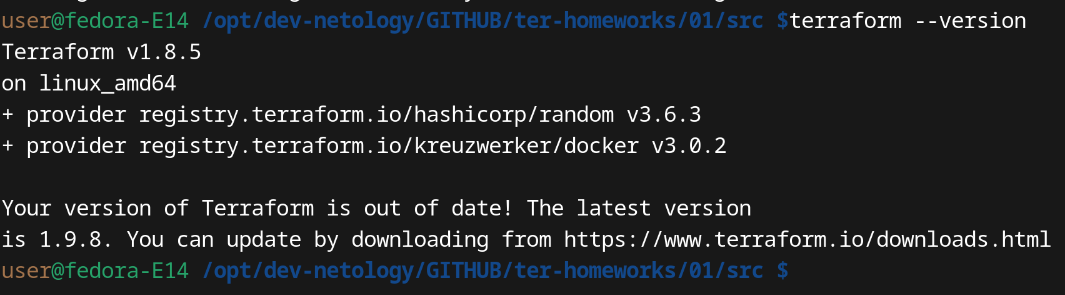 user@fedora-E14 /opt/dev-netology/GITHUB/ter-homeworks/01/src $terraform --version
Terraform v1.8.5
on linux_amd64
+ provider registry.terraform.io/hashicorp/random v3.6.3
+ provider registry.terraform.io/kreuzwerker/docker v3.0.2

Your version of Terraform is out of date! The latest version
is 1.9.8. You can update by downloading from https://www.terraform.io/downloads.html
user@fedora-E14 /opt/dev-netology/GITHUB/ter-homeworks/01/src $